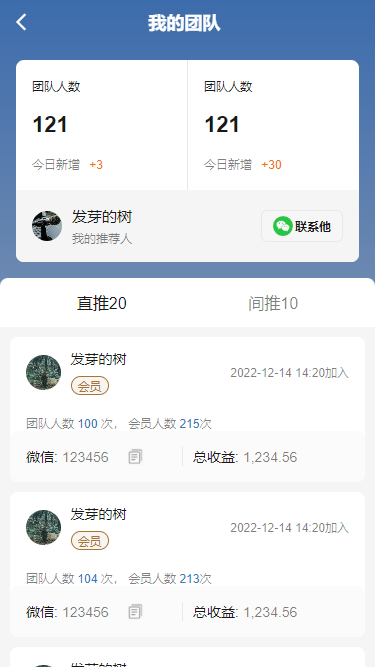 我的团队
团队人数
团队人数
121
121
今日新增 +3
今日新增 +30
发芽的树
我的推荐人
联系他
直推20
间推10
发芽的树
会员
2022-12-14 14:20加入
团队人数 100 次， 会员人数 215次
微信: 123456
总收益: 1,234.56
发芽的树
会员
2022-12-14 14:20加入
团队人数 104 次， 会员人数 213次
微信: 123456
总收益: 1,234.56
发芽的树